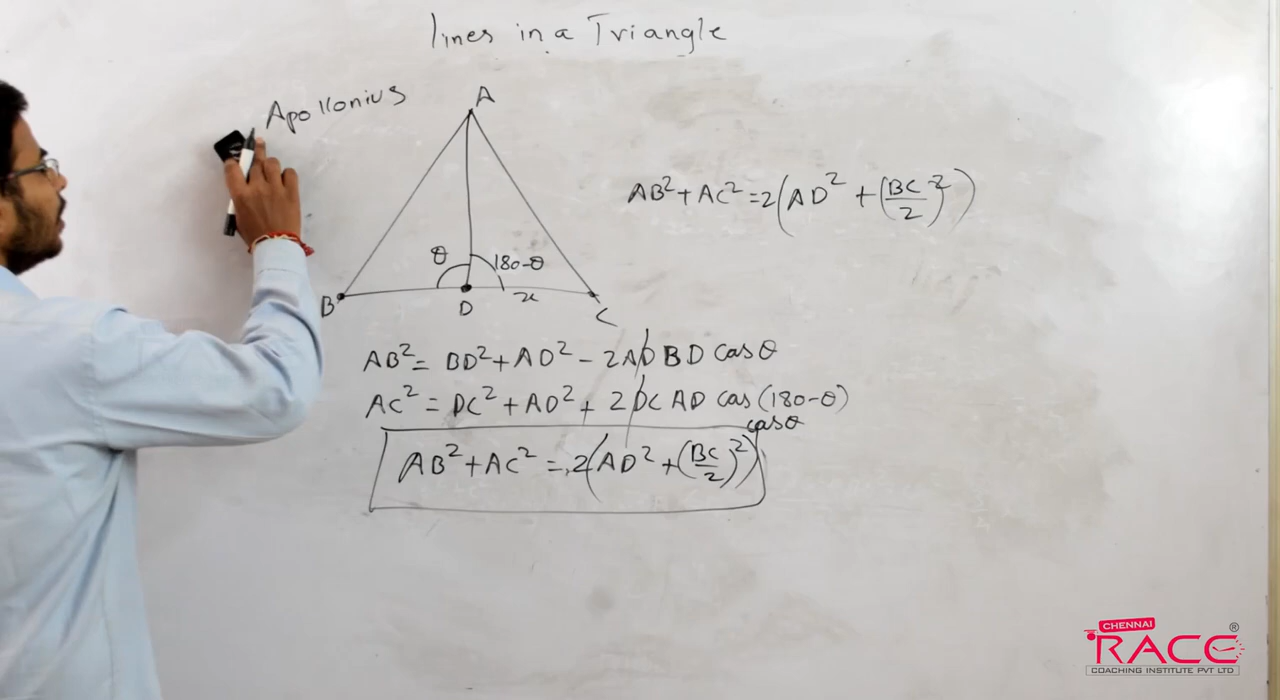 lines in a Triangle
Apollonius
A
AB² + AC² = 2(AD² + (BC/2)²)
θ 180-θ
B D x C
AB² = BD² + AD² - 2AD BD cosθ
AC² = DC² + AD² + 2DC AD cos(180-θ)
cosθ
AB² + AC² = 2(AD² + (BC/2)²)
CHENNAI
RACE ®
COACHING INSTITUTE PVT LTD